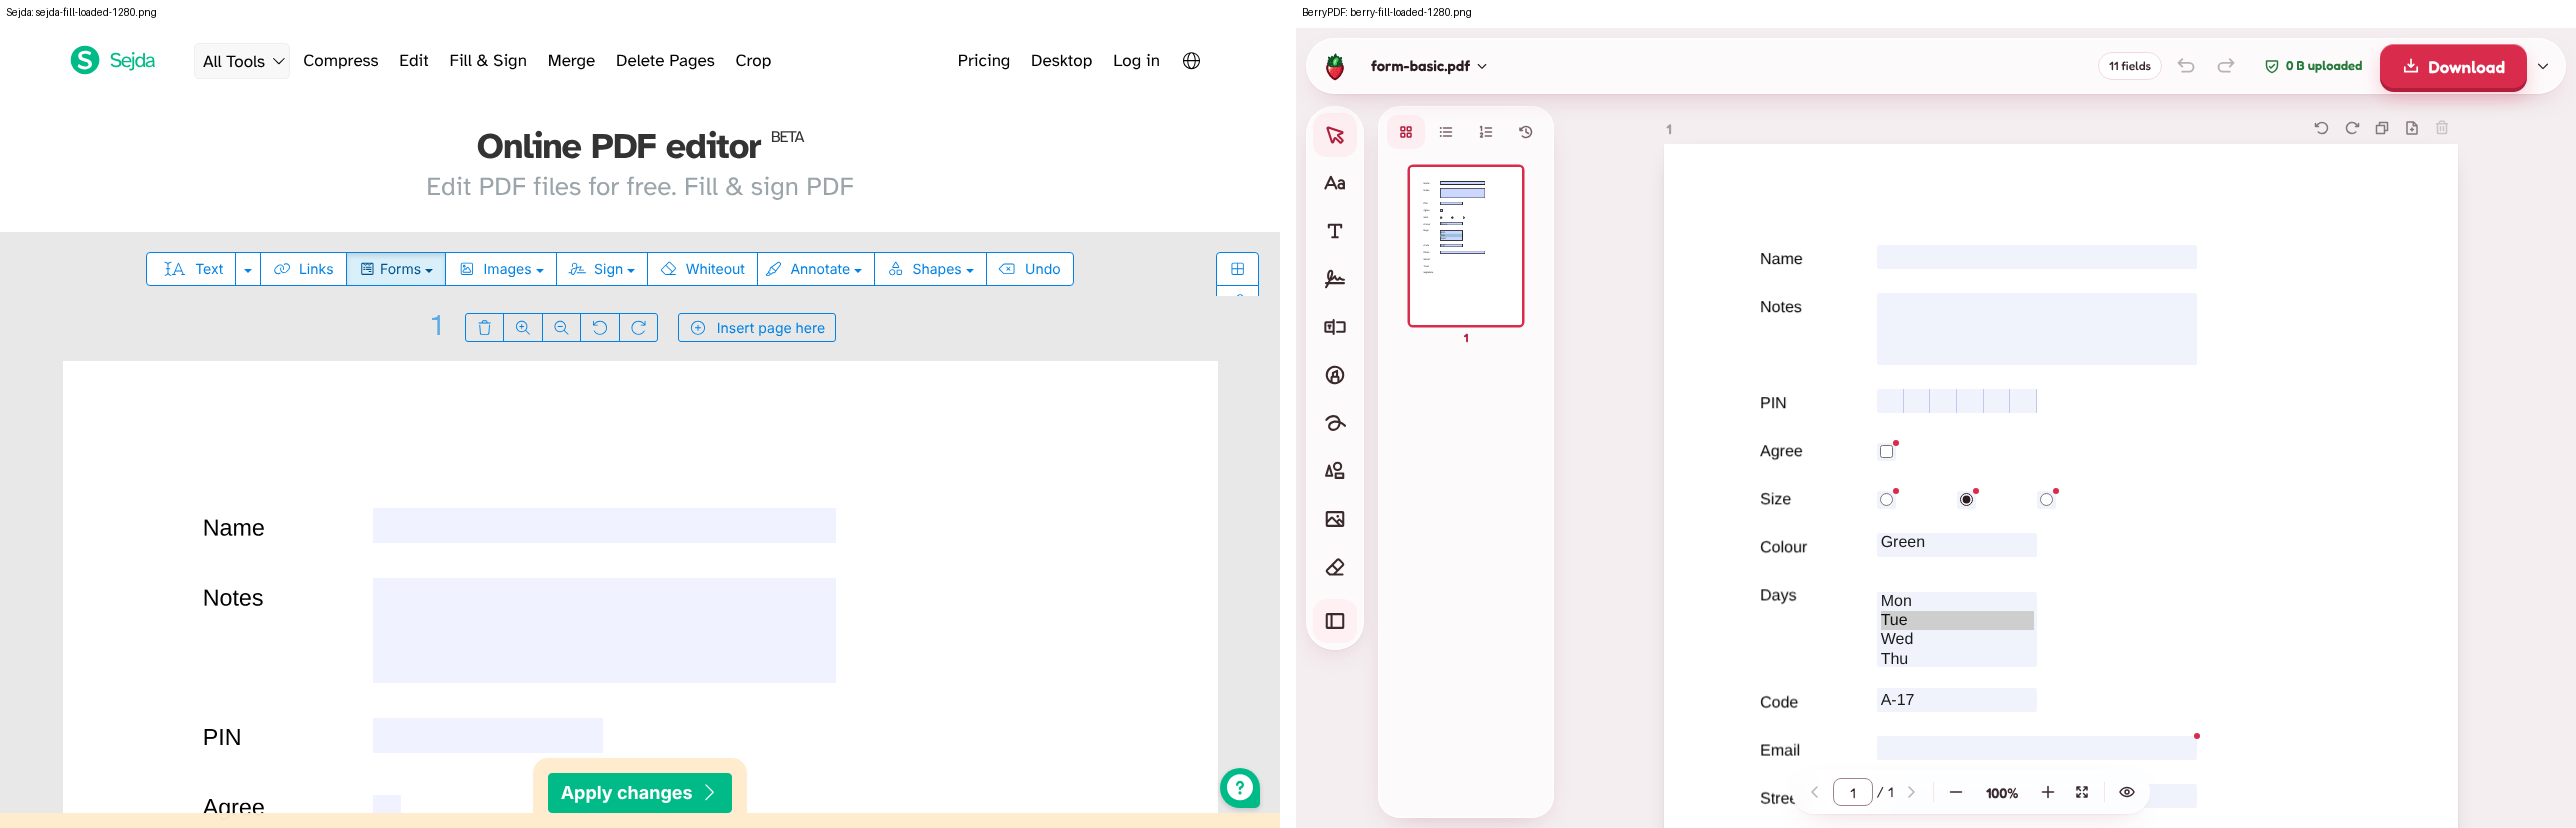 Sejda: sejda-fill-loaded-1280.png
S Sejda
All Tools Compress Edit Fill & Sign Merge Delete Pages Crop Pricing Desktop Log in
Online PDF editor BETA
Edit PDF files for free. Fill & sign PDF
Text Links Forms Images Sign Whiteout Annotate Shapes Undo
1 Insert page here
Name
Notes
PIN
Agree
Apply changes
?
BerryPDF: berry-fill-loaded-1280.png
form-basic.pdf 11 fields 0 B uploaded Download
1
Aa
T
1
Name
Notes
PIN
Agree
Size
Colour Green
Days
Mon
Tue
Wed
Thu
Code A-17
Email
Stree
1 / 1 100%